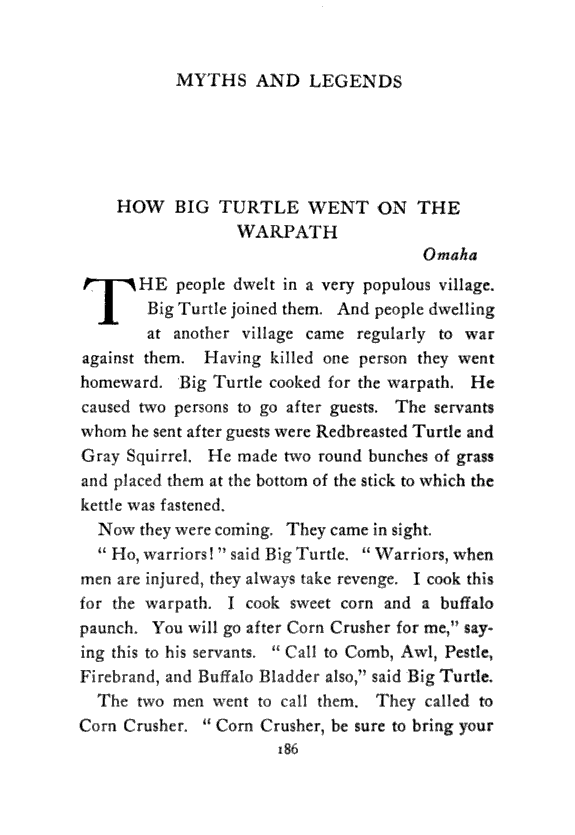 MYTHS AND LEGENDS
HOW BIG TURTLE WENT ON THE
WARPATH
Omaha
THE people dwelt in a very populous village.
Big Turtle joined them. And people dwelling
at another village came regularly to war
against them. Having killed one person they went
homeward. Big Turtle cooked for the warpath. He
caused two persons to go after guests. The servants
whom he sent after guests were Redbreasted Turtle and
Gray Squirrel. He made two round bunches of grass
and placed them at the bottom of the stick to which the
kettle was fastened.
Now they were coming. They came in sight.
“ Ho, warriors! ” said Big Turtle. “ Warriors, when
men are injured, they always take revenge. I cook this
for the warpath. I cook sweet corn and a buffalo
paunch. You will go after Corn Crusher for me,” say-
ing this to his servants. “ Call to Comb, Awl, Pestle,
Firebrand, and Buffalo Bladder also,” said Big Turtle.
The two men went to call them. They called to
Corn Crusher. “ Corn Crusher, be sure to bring your
186